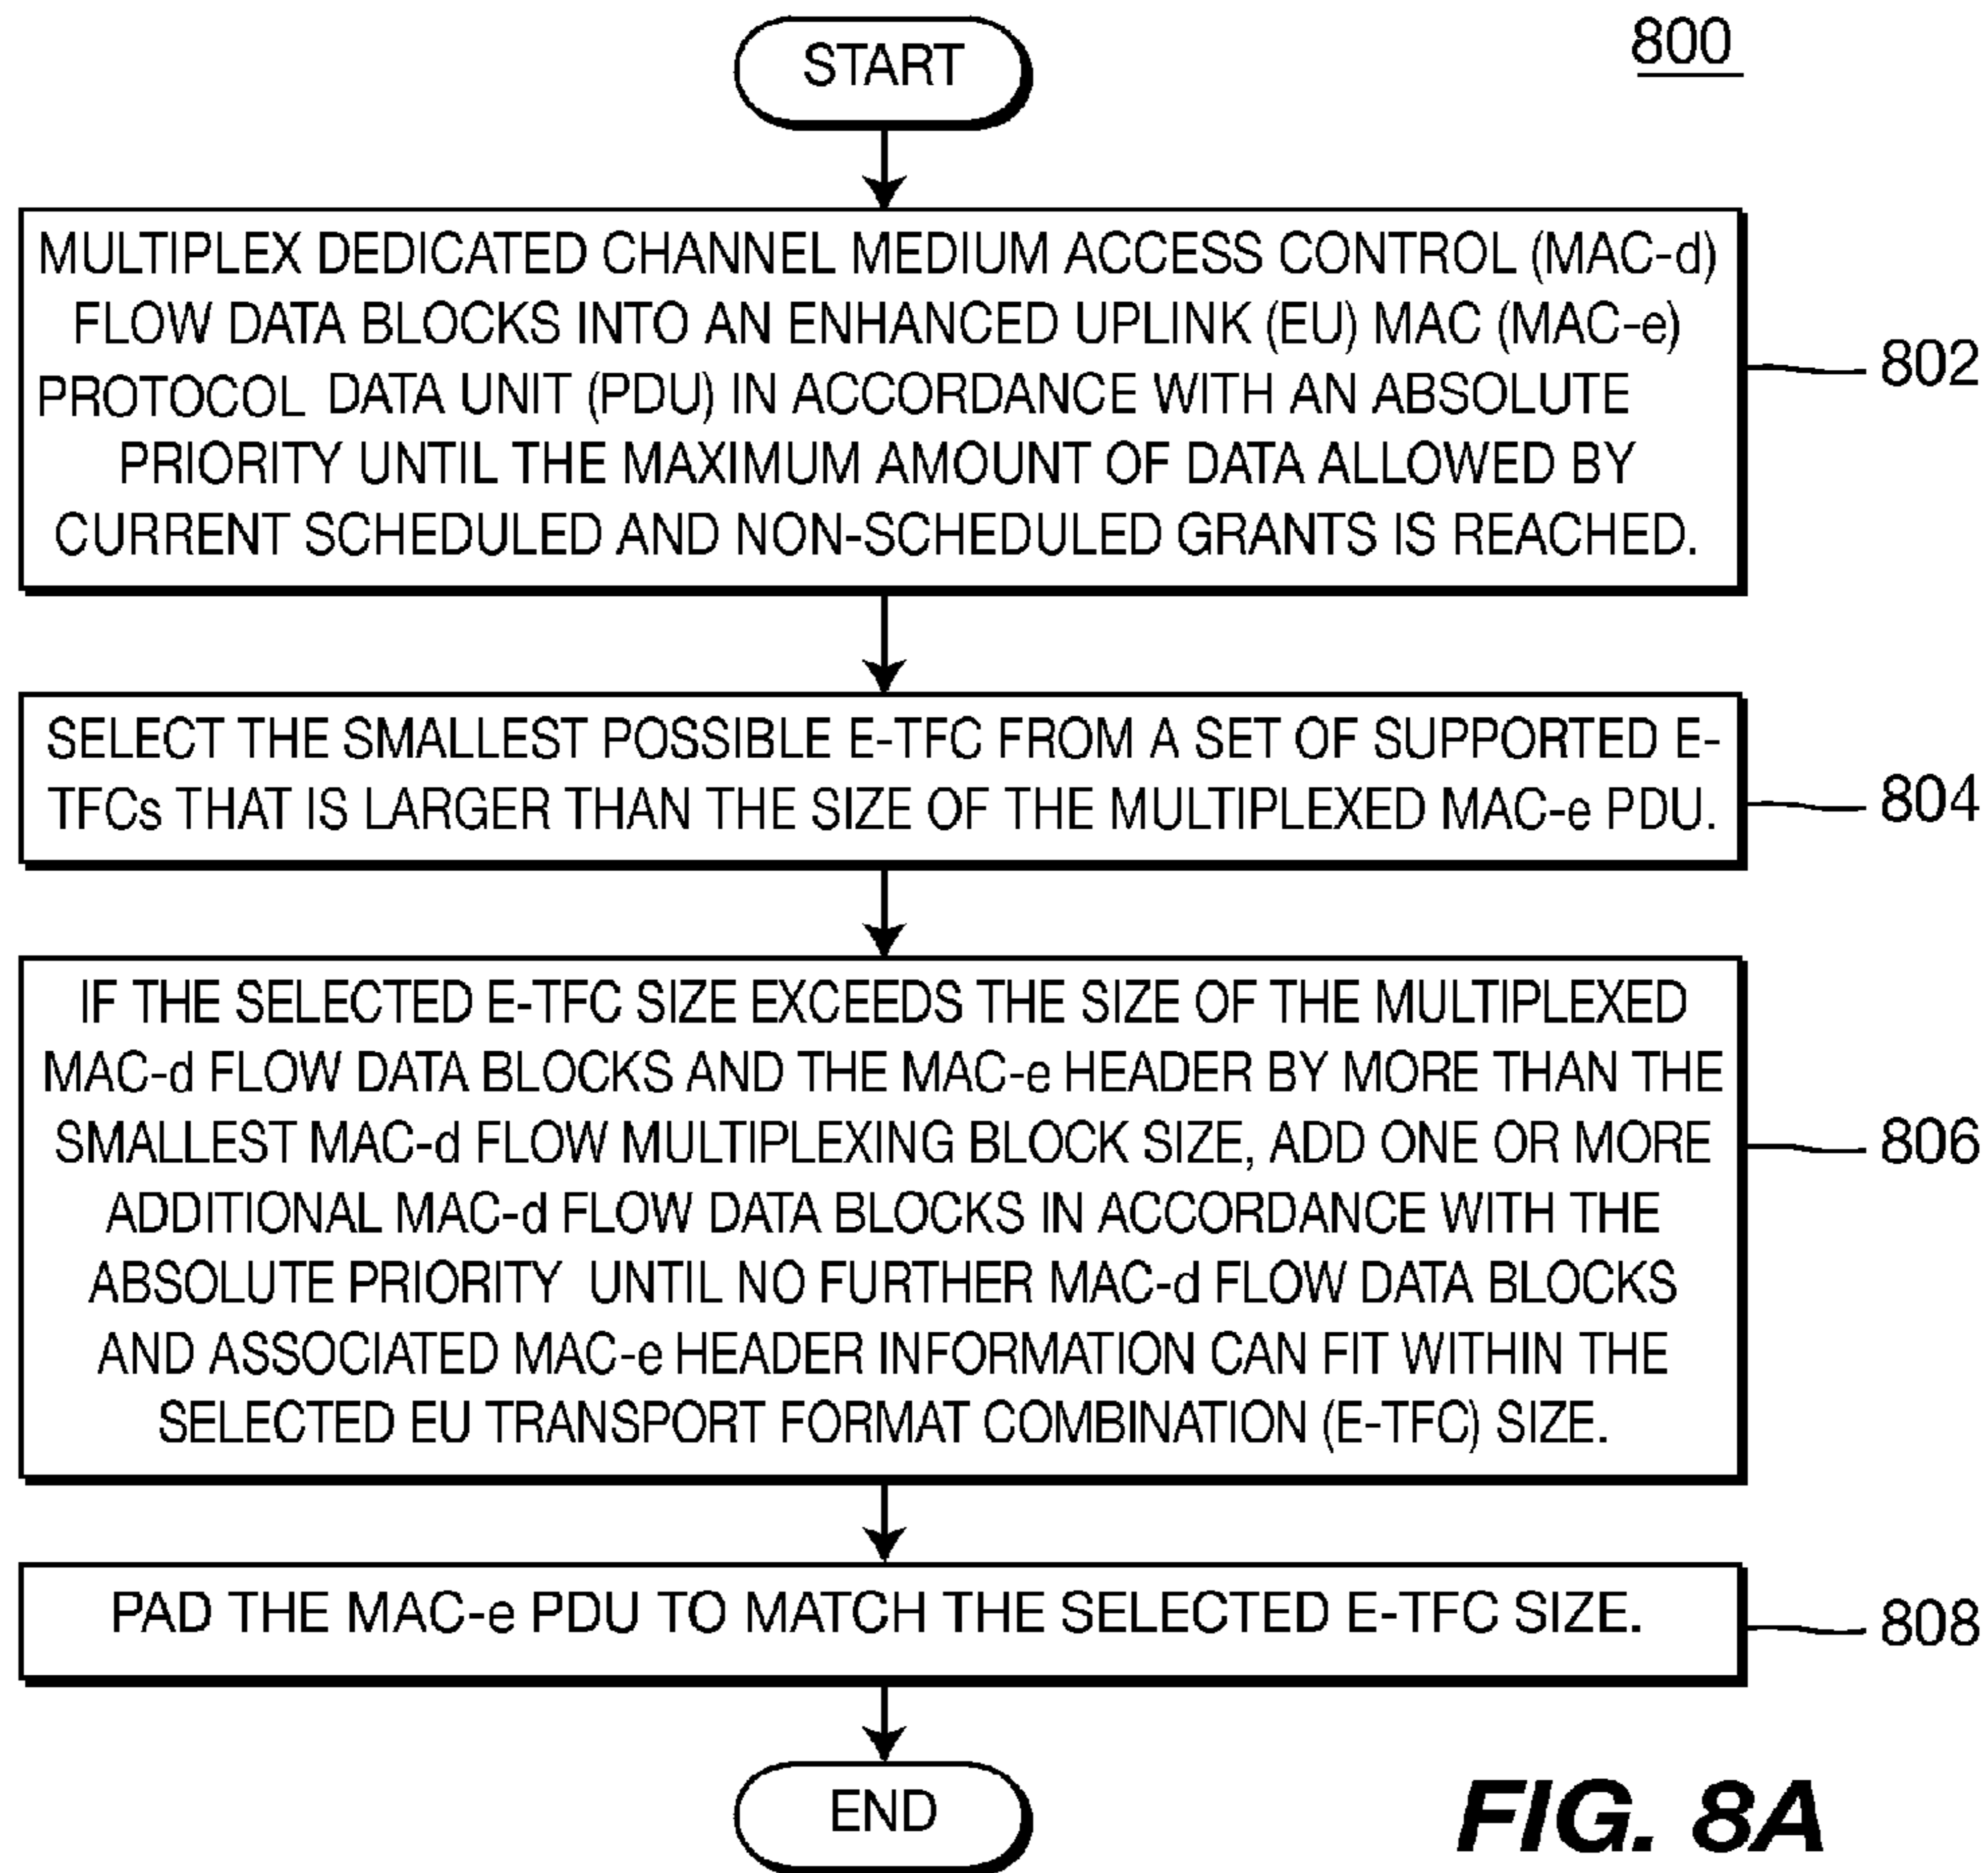 START
800
MULTIPLEX DEDICATED CHANNEL MEDIUM ACCESS CONTROL (MAC-d)
FLOW DATA BLOCKS INTO AN ENHANCED UPLINK (EU) MAC (MAC-e)
PROTOCOL DATA UNIT (PDU) IN ACCORDANCE WITH AN ABSOLUTE
PRIORITY UNTIL THE MAXIMUM AMOUNT OF DATA ALLOWED BY
CURRENT SCHEDULED AND NON-SCHEDULED GRANTS IS REACHED.
802
SELECT THE SMALLEST POSSIBLE E-TFC FROM A SET OF SUPPORTED E-
TFCs THAT IS LARGER THAN THE SIZE OF THE MULTIPLEXED MAC-e PDU.
804
IF THE SELECTED E-TFC SIZE EXCEEDS THE SIZE OF THE MULTIPLEXED
MAC-d FLOW DATA BLOCKS AND THE MAC-e HEADER BY MORE THAN THE
SMALLEST MAC-d FLOW MULTIPLEXING BLOCK SIZE, ADD ONE OR MORE
ADDITIONAL MAC-d FLOW DATA BLOCKS IN ACCORDANCE WITH THE
ABSOLUTE PRIORITY UNTIL NO FURTHER MAC-d FLOW DATA BLOCKS
AND ASSOCIATED MAC-e HEADER INFORMATION CAN FIT WITHIN THE
SELECTED EU TRANSPORT FORMAT COMBINATION (E-TFC) SIZE.
806
PAD THE MAC-e PDU TO MATCH THE SELECTED E-TFC SIZE.
808
END
FIG. 8A